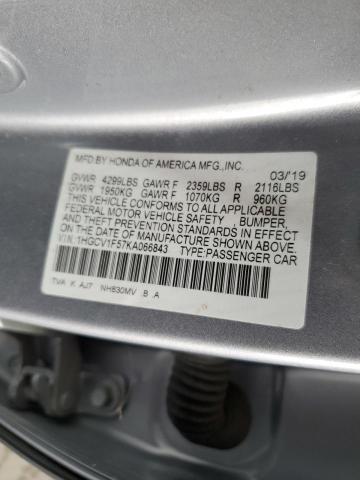 MFD.BY HONDA OF AMERICA MFG.,INC. 03/'19
GVWR 4299LBS GAWR F 2359LBS R 2116LBS
GVWR 1950KG GAWR F 1070KG R 960KG
THIS VEHICLE CONFORMS TO ALL APPLICABLE
FEDERAL MOTOR VEHICLE SAFETY , BUMPER,
AND THEFT PREVENTION STANDARDS IN EFFECT
ON THE DATE OF MANUFACTURE SHOWN ABOVE.
V.I.N:1HGCV1F57KA066843 TYPE:PASSENGER CAR
TVA K AJ7 NH830MV .B .A